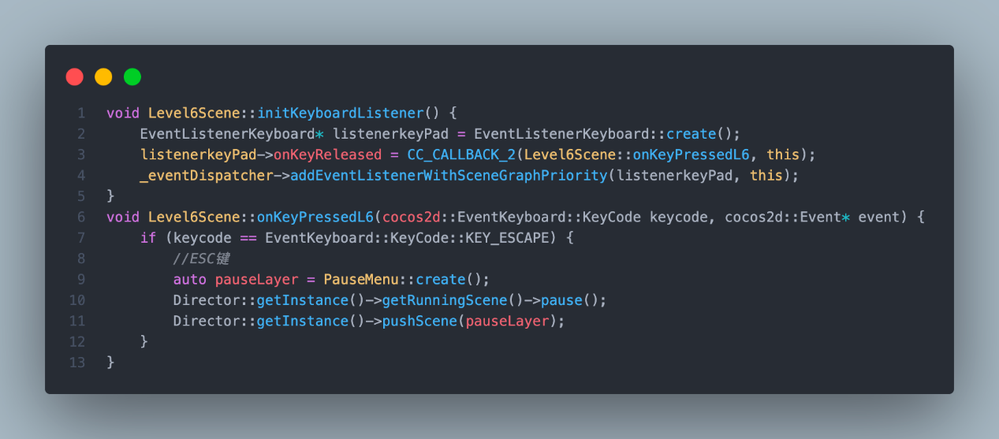 1 void Level6Scene::initKeyboardListener() {
2     EventListenerKeyboard* listenerkeyPad = EventListenerKeyboard::create();
3     listenerkeyPad->onKeyReleased = CC_CALLBACK_2(Level6Scene::onKeyPressedL6, this);
4     _eventDispatcher->addEventListenerWithSceneGraphPriority(listenerkeyPad, this);
5 }
6 void Level6Scene::onKeyPressedL6(cocos2d::EventKeyboard::KeyCode keycode, cocos2d::Event* event) {
7     if (keycode == EventKeyboard::KeyCode::KEY_ESCAPE) {
8         //ESC键
9         auto pauseLayer = PauseMenu::create();
10         Director::getInstance()->getRunningScene()->pause();
11         Director::getInstance()->pushScene(pauseLayer);
12     }
13 }